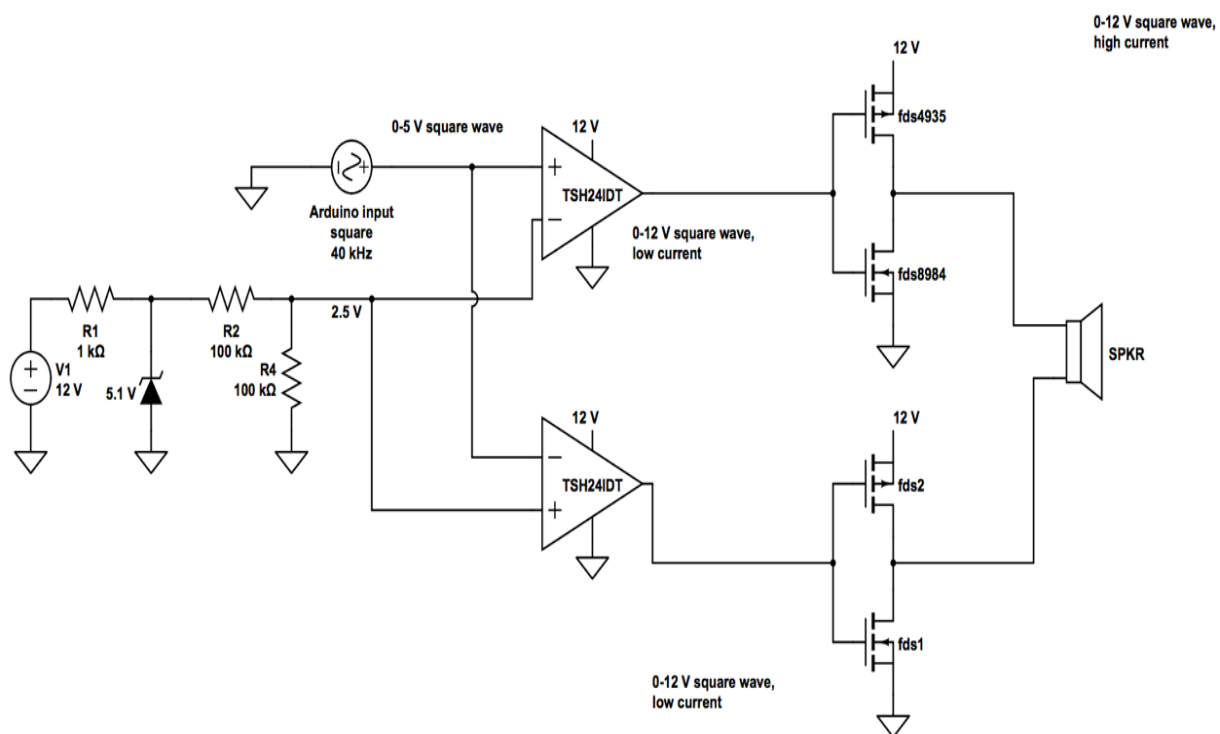 0-12 V square wave,
high current
12 V
fds4935
0-5 V square wave
12 V
+
−
TSH24IDT
− +
Arduino input
square
40 kHz
0-12 V square wave,
low current
fds8984
R1
1 kΩ
R2
100 kΩ
2.5 V
R4
100 kΩ
+
−
V1
12 V
5.1 V
SPKR
12 V
−
+
TSH24IDT
12 V
fds2
fds1
0-12 V square wave,
low current